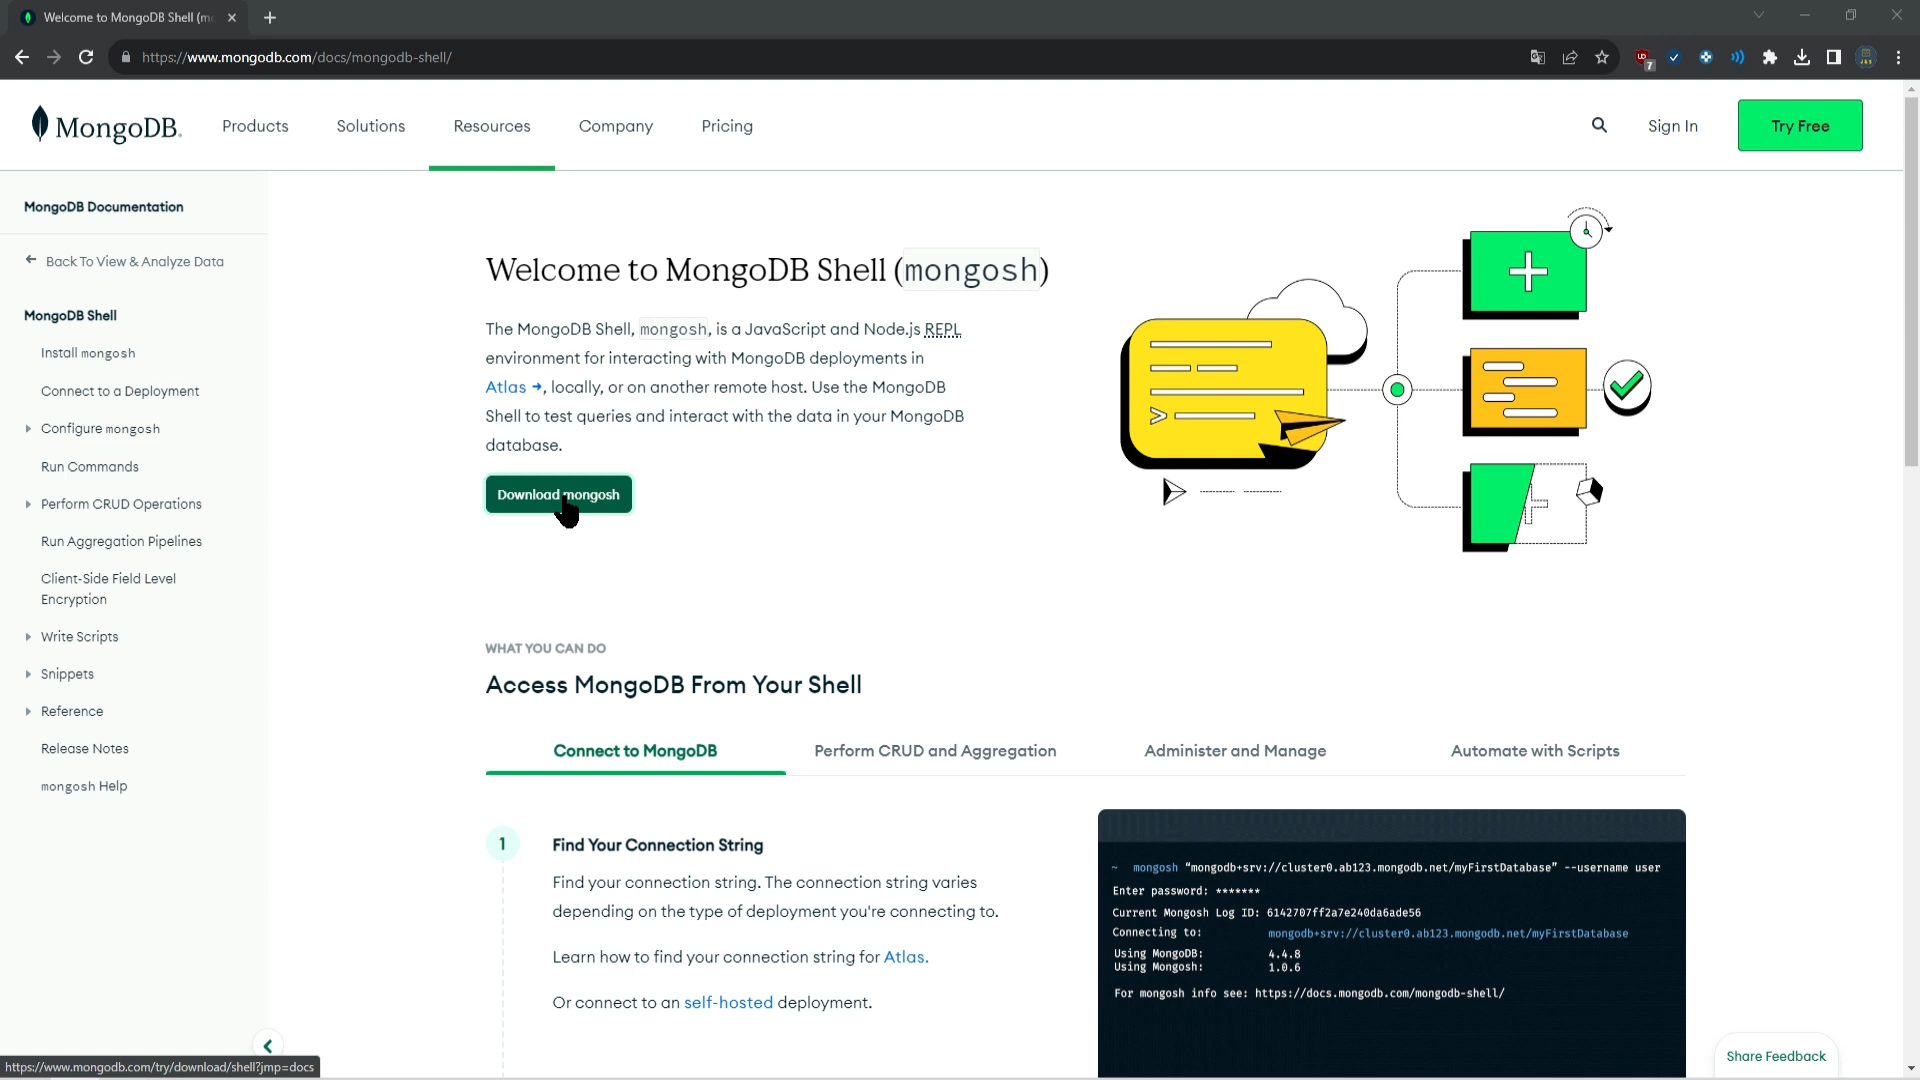 Welcome to MongoDB Shell (mo
https://www.mongodb.com/docs/mongodb-shell/
7
MongoDB.
Products
Solutions
Resources
Company
Pricing
Sign In
Try Free
MongoDB Documentation
Back To View & Analyze Data
MongoDB Shell
Install mongosh
Connect to a Deployment
Configure mongosh
Run Commands
Perform CRUD Operations
Run Aggregation Pipelines
Client-Side Field Level
Encryption
Write Scripts
Snippets
Reference
Release Notes
mongosh Help
Welcome to MongoDB Shell (mongosh)
The MongoDB Shell, mongosh, is a JavaScript and Node.js REPL
environment for interacting with MongoDB deployments in
Atlas, locally, or on another remote host. Use the MongoDB
Shell to test queries and interact with the data in your MongoDB
database.
Download mongosh
WHAT YOU CAN DO
Access MongoDB From Your Shell
Connect to MongoDB
Perform CRUD and Aggregation
Administer and Manage
Automate with Scripts
1
Find Your Connection String
Find your connection string. The connection string varies
depending on the type of deployment you're connecting to.
Learn how to find your connection string for Atlas.
Or connect to an self-hosted deployment.
~ mongosh "mongodb+srv://cluster0.ab123.mongodb.net/myFirstDatabase" --username user
Enter password: *******
Current Mongosh Log ID: 6142707ff2a7e240da6ade56
Connecting to: mongodb+srv://cluster0.ab123.mongodb.net/myFirstDatabase
Using MongoDB: 4.4.8
Using Mongosh: 1.0.6
For mongosh info see: https://docs.mongodb.com/mongodb-shell/
Share Feedback
https://www.mongodb.com/try/download/shell?jmp=docs